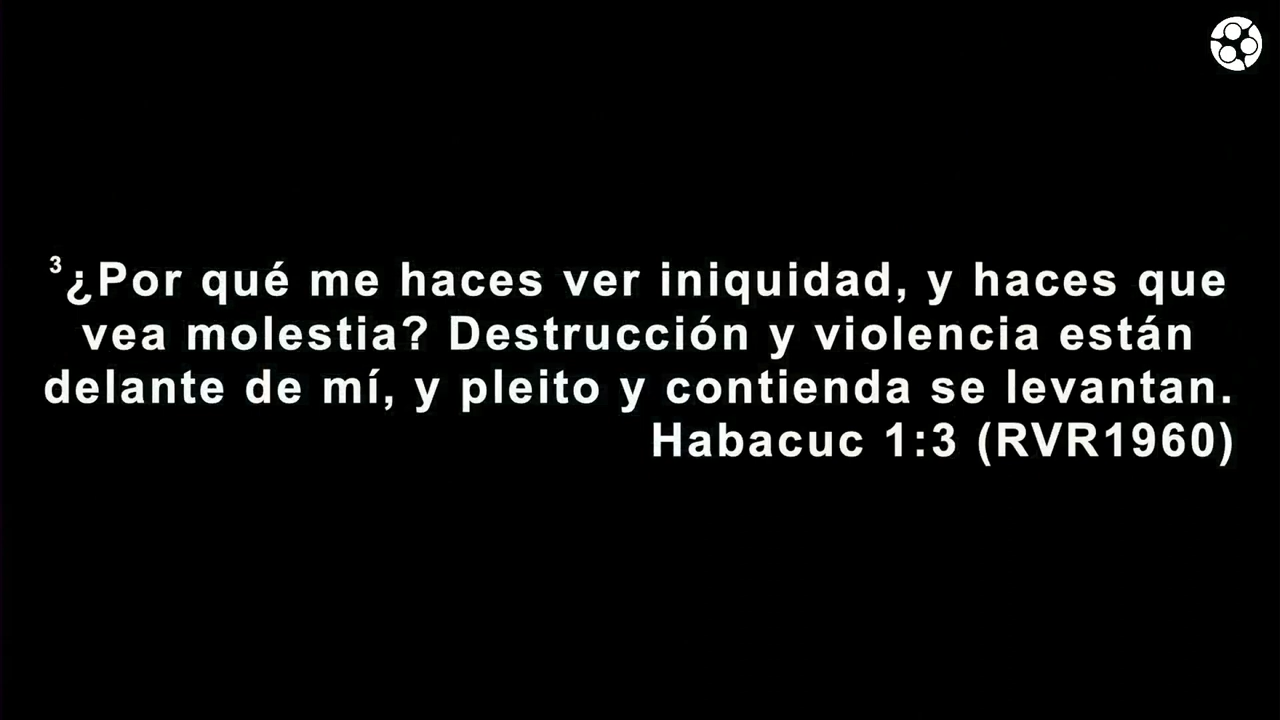 ³¿Por qué me haces ver iniquidad, y haces que
vea molestia? Destrucción y violencia están
delante de mí, y pleito y contienda se levantan.
Habacuc 1:3 (RVR1960)